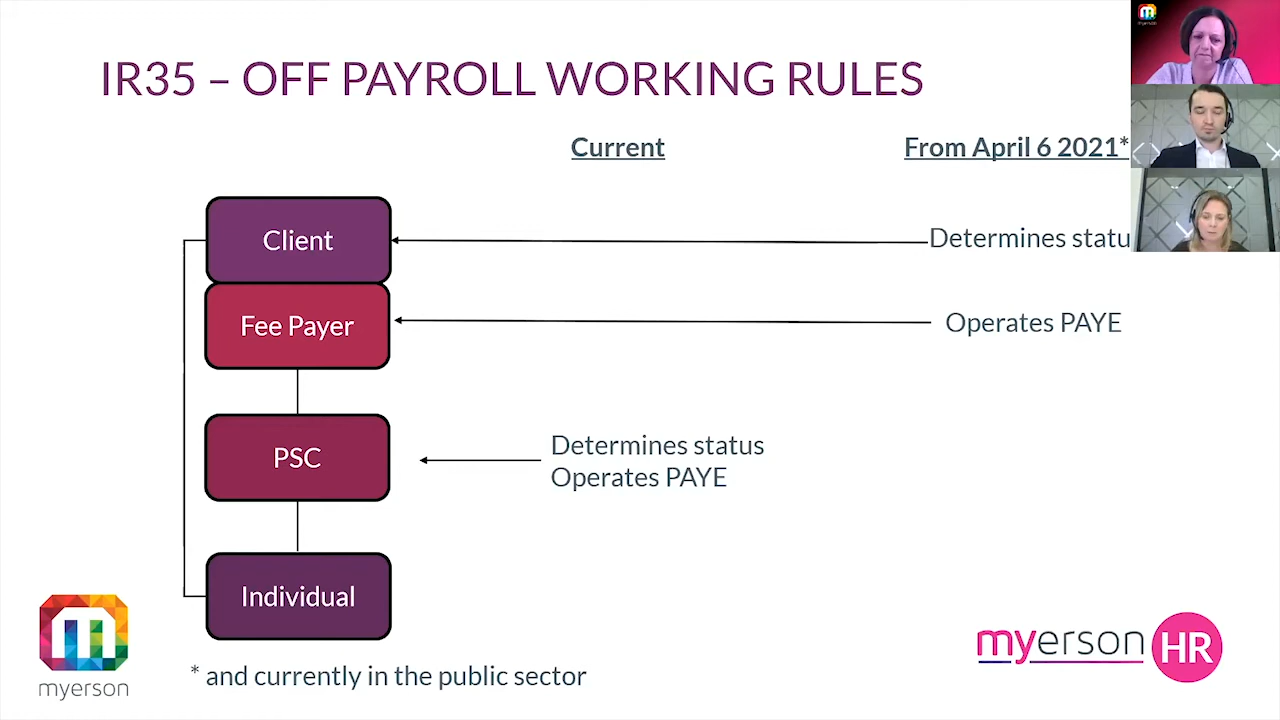 IR35 – OFF PAYROLL WORKING RULES
Current
From April 6 2021*
Client
Determines statu
Fee Payer
Operates PAYE
PSC
Determines status
Operates PAYE
Individual
* and currently in the public sector
myerson
myerson HR
myerson